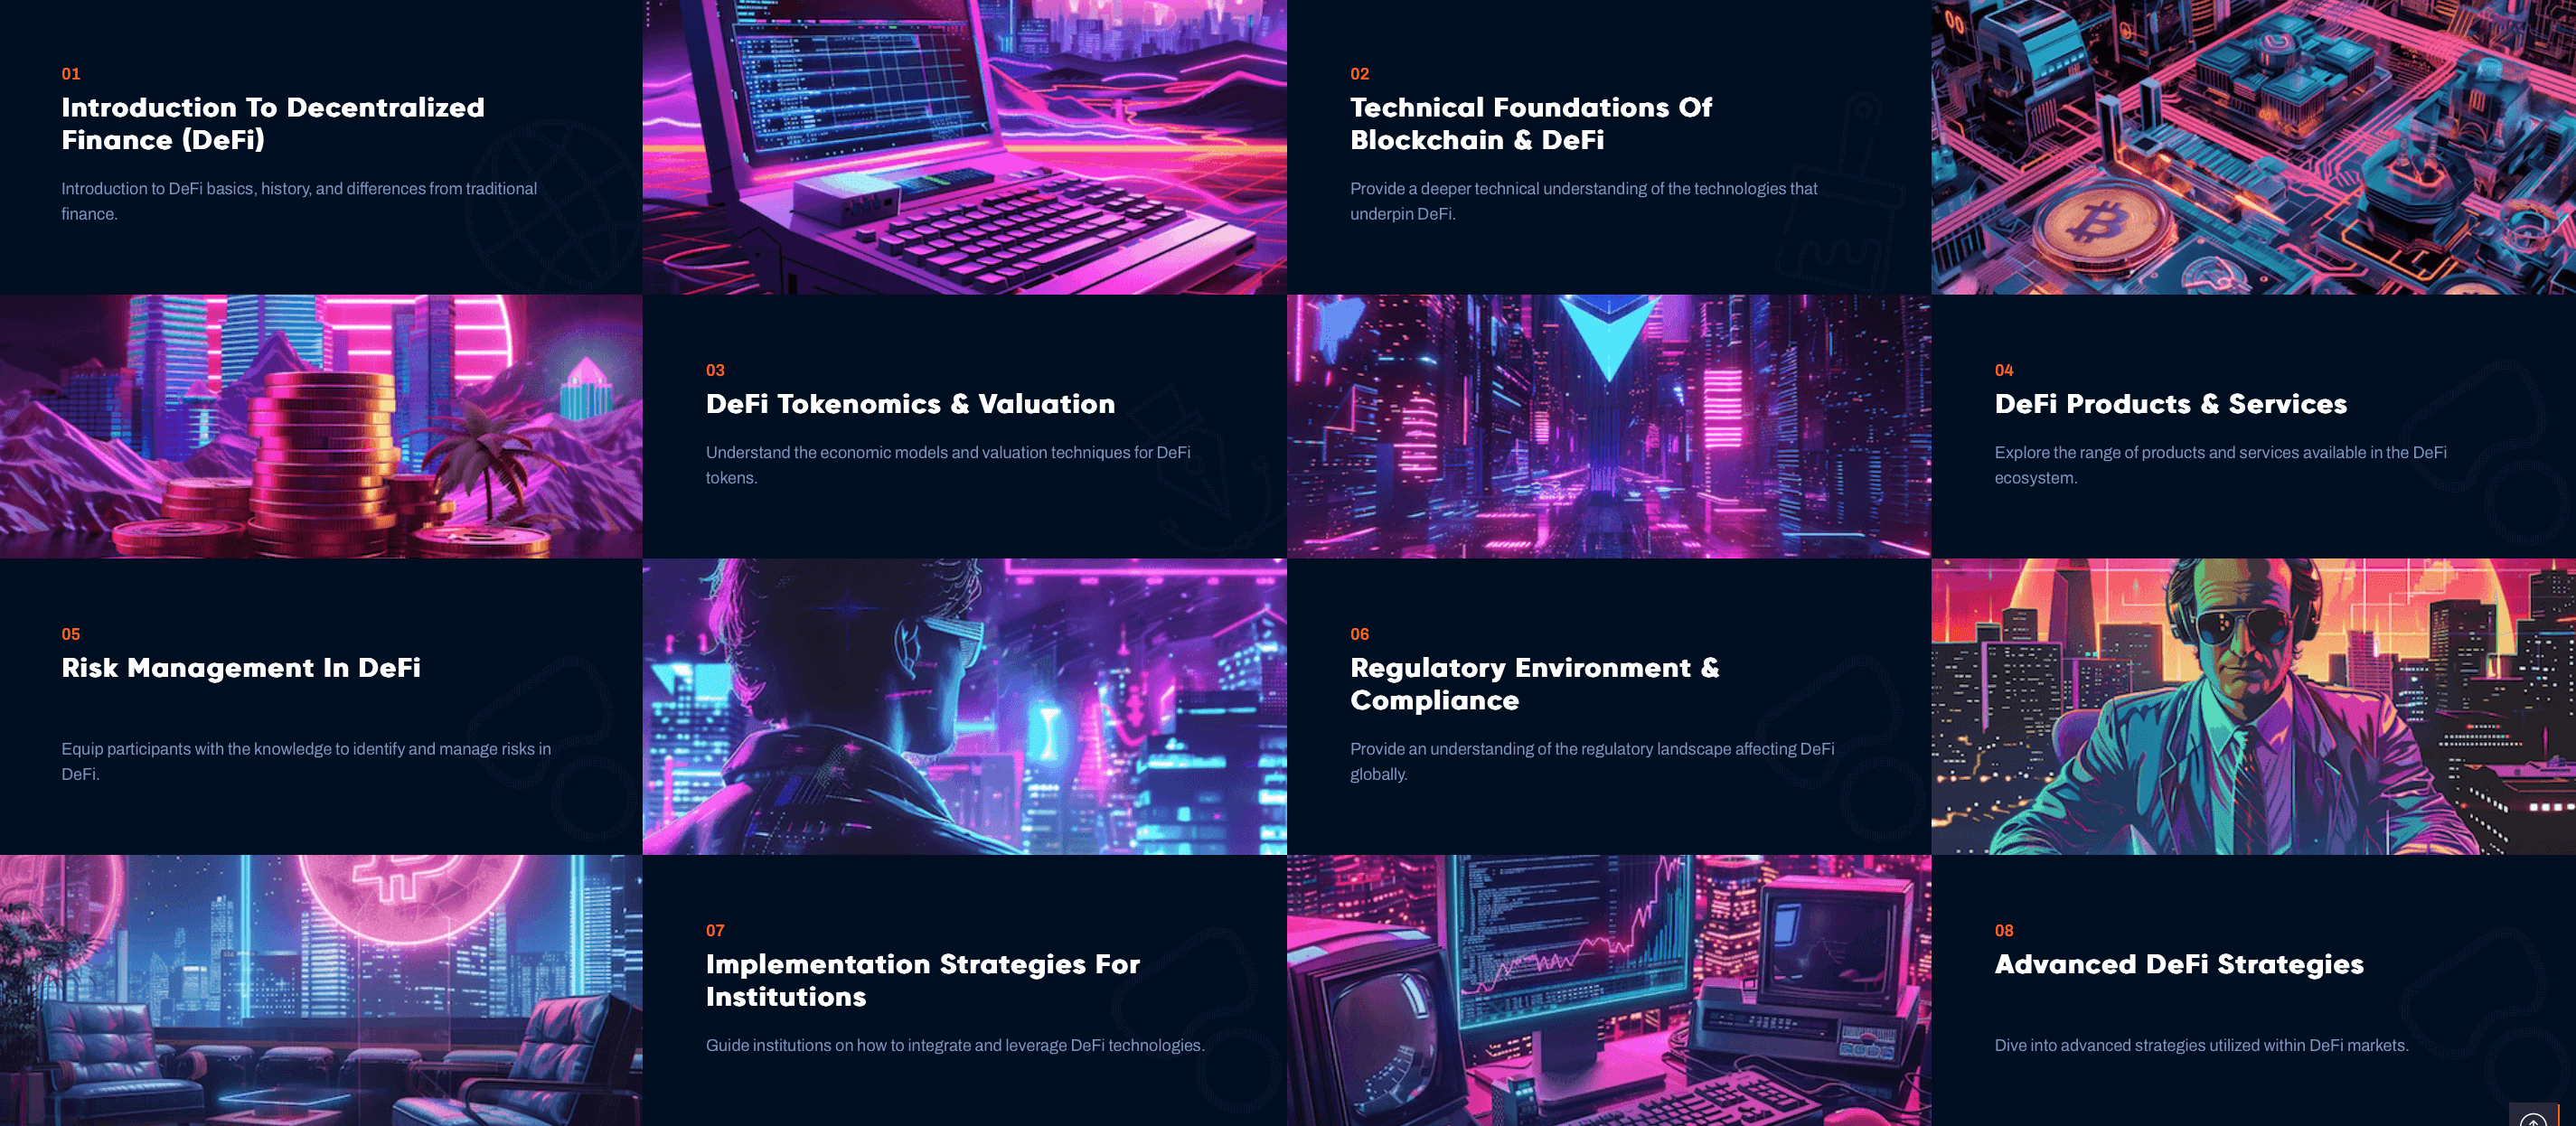 01
Introduction To Decentralized
Finance (DeFi)
Introduction to DeFi basics, history, and differences from traditional
finance.
02
Technical Foundations Of
Blockchain & DeFi
Provide a deeper technical understanding of the technologies that
underpin DeFi.
03
DeFi Tokenomics & Valuation
Understand the economic models and valuation techniques for DeFi
tokens.
04
DeFi Products & Services
Explore the range of products and services available in the DeFi
ecosystem.
05
Risk Management In DeFi
Equip participants with the knowledge to identify and manage risks in
DeFi.
06
Regulatory Environment &
Compliance
Provide an understanding of the regulatory landscape affecting DeFi
globally.
07
Implementation Strategies For
Institutions
Guide institutions on how to integrate and leverage DeFi technologies.
08
Advanced DeFi Strategies
Dive into advanced strategies utilized within DeFi markets.